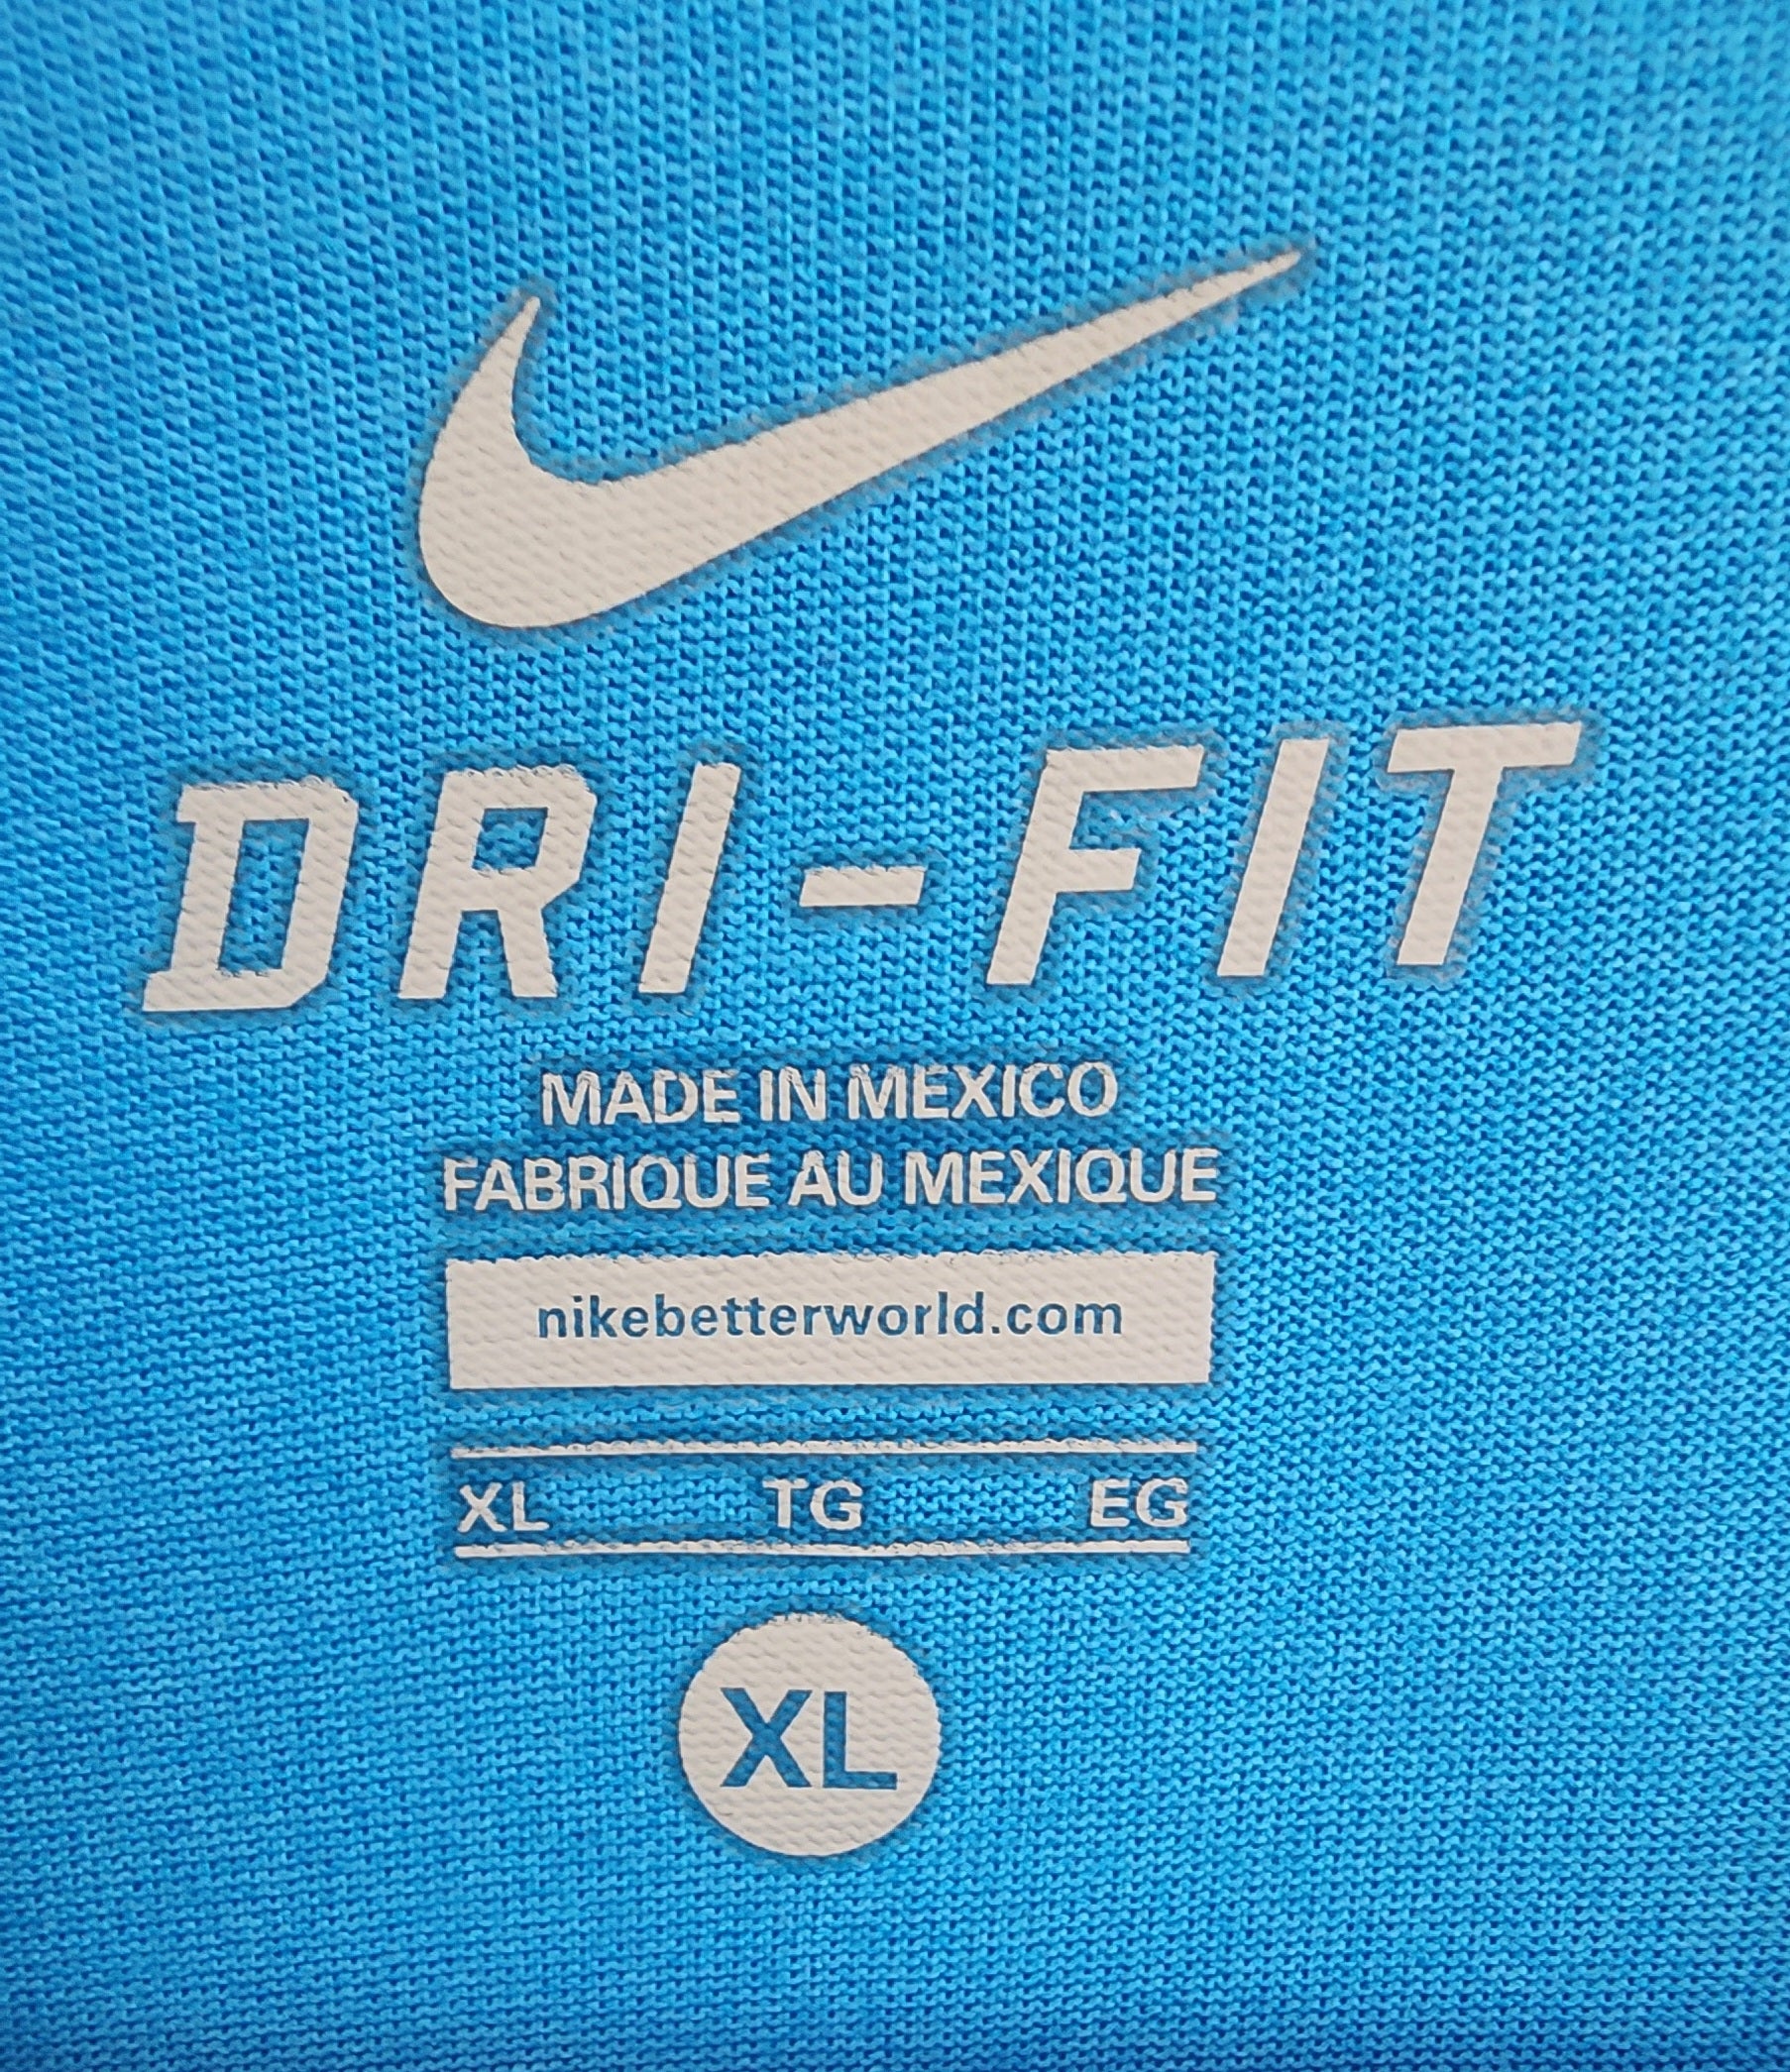 DRI-FIT
MADE IN MEXICO
FABRIQUE AU MEXIQUE
nikebetterworld.com
XL TG EG
XL